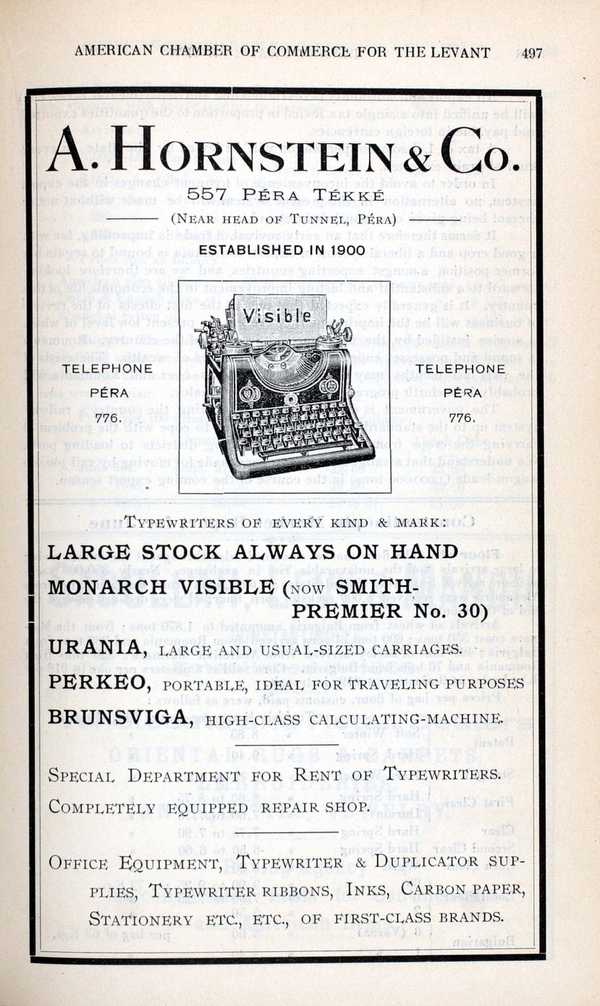 AMERICAN CHAMBER OF COMMERCE FOR THE LEVANT 497
A. HORNSTEIN & CO.
557 PÉRA TÉKKÉ
(NEAR HEAD OF TUNNEL, PÉRA)
ESTABLISHED IN 1900
Visible
TELEPHONE
PÉRA
776.
TELEPHONE
PÉRA
776.
TYPEWRITERS OF EVERY KIND & MARK:
LARGE STOCK ALWAYS ON HAND
MONARCH VISIBLE (NOW SMITH-
PREMIER No. 30)
URANIA, LARGE AND USUAL-SIZED CARRIAGES.
PERKEO, PORTABLE, IDEAL FOR TRAVELING PURPOSES
BRUNSVIGA, HIGH-CLASS CALCULATING-MACHINE.
SPECIAL DEPARTMENT FOR RENT OF TYPEWRITERS.
COMPLETELY EQUIPPED REPAIR SHOP.
OFFICE EQUIPMENT, TYPEWRITER & DUPLICATOR SUP-
PLIES, TYPEWRITER RIBBONS, INKS, CARBON PAPER,
STATIONERY ETC., ETC., OF FIRST-CLASS BRANDS.